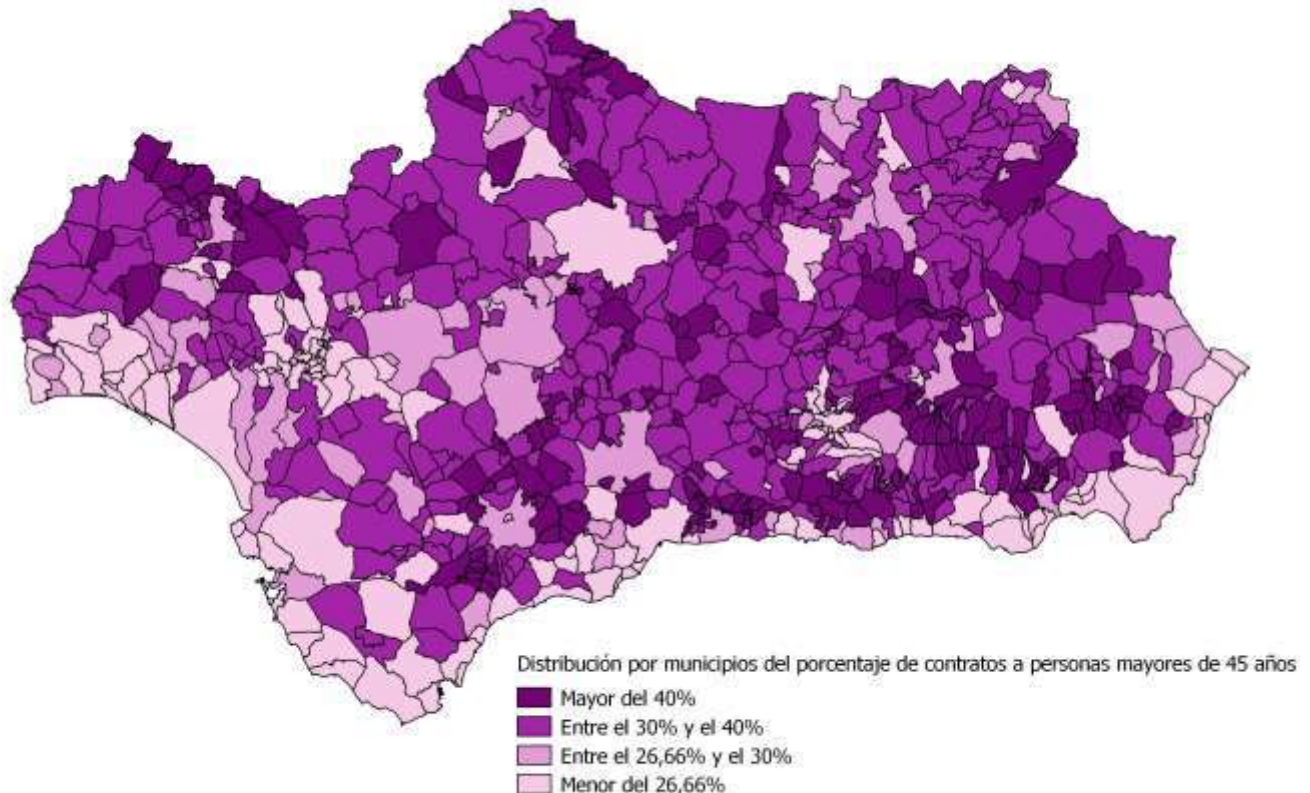 Distribución por municipios del porcentaje de contratos a personas mayores de 45 años
Mayor del 40%
Entre el 30% y el 40%
Entre el 26,66% y el 30%
Menor del 26,66%